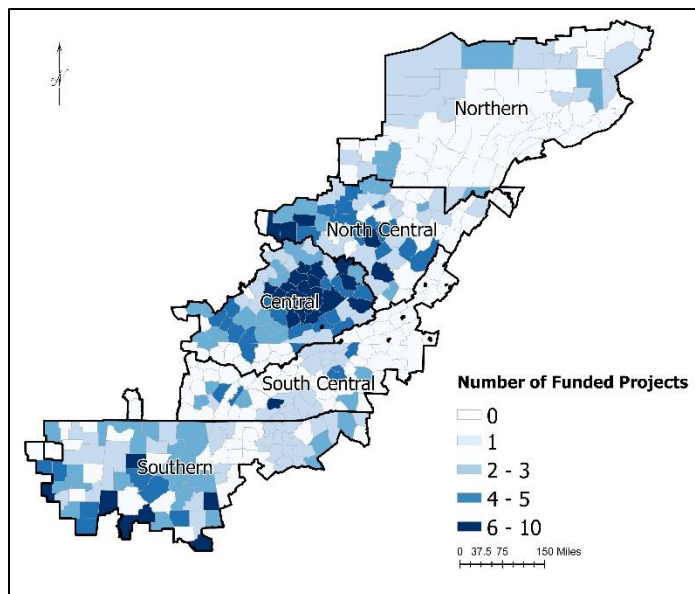 N
Northern
North Central
Central
South Central
Southern
Number of Funded Projects
0
1
2 - 3
4 - 5
6 - 10
0 37.5 75 150 Miles